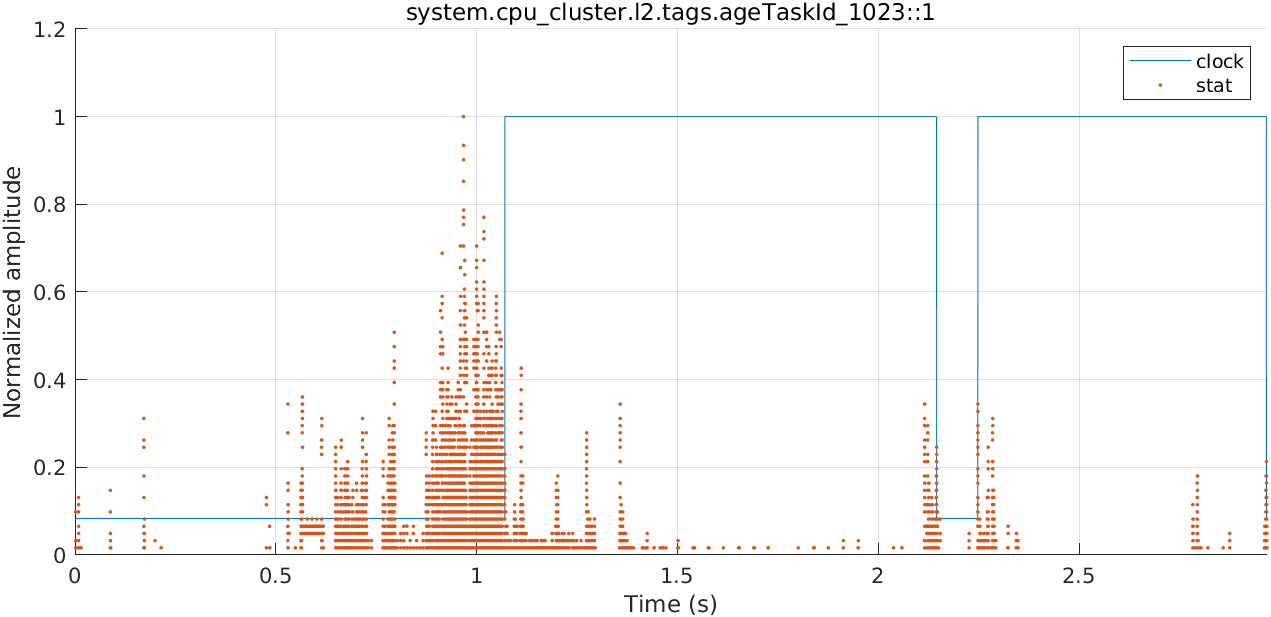 system.cpu_cluster.l2.tags.ageTaskId_1023::1
1.2
1
0.8
0.6
0.4
0.2
0
Normalized amplitude
clock
stat
0
0.5
1
1.5
2
2.5
Time (s)